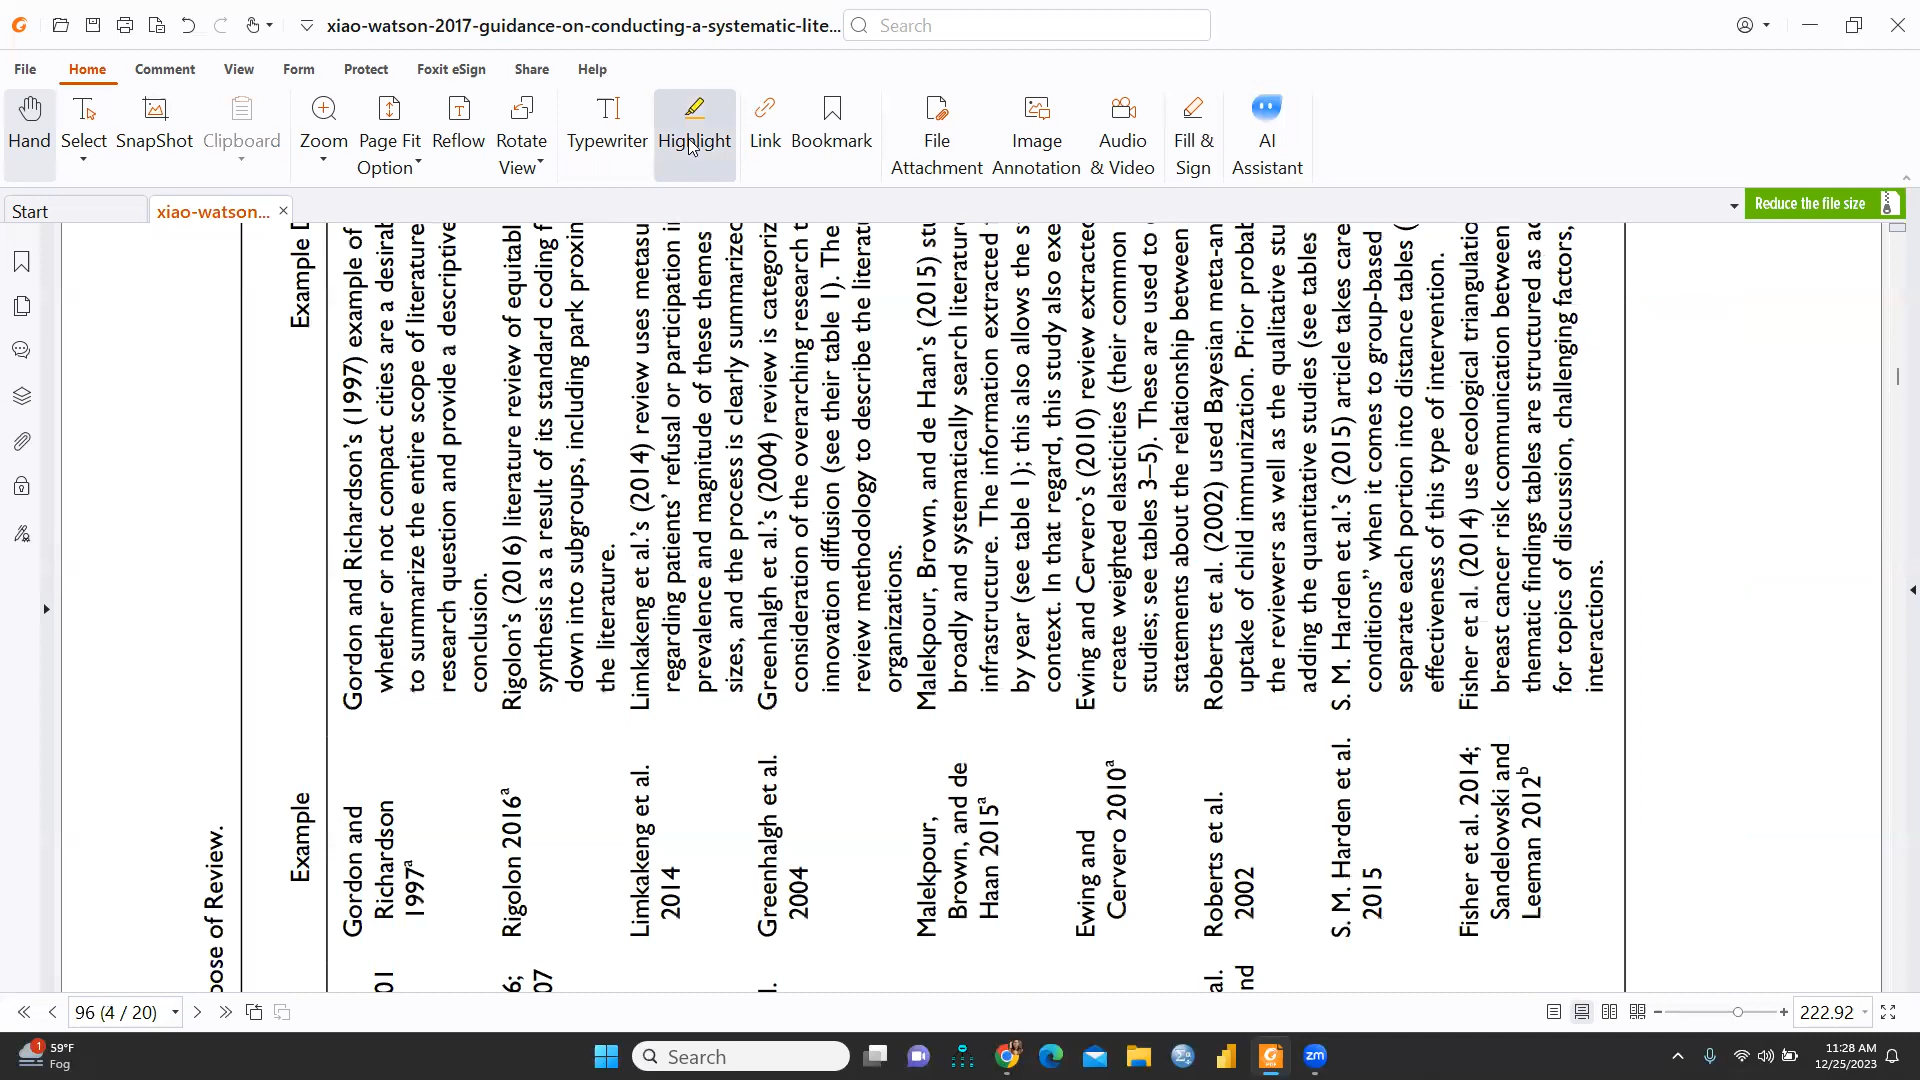 xiao-watson-2017-guidance-on-conducting-a-systematic-lite...
Search
File
Home
Comment
View
Form
Protect
Foxit eSign
Share
Help
Hand
Select
SnapShot
Clipboard
Zoom
Page Fit
Option
Reflow
Rotate
View
Typewriter
Highlight
Link
Bookmark
File
Attachment
Image
Annotation
Audio
& Video
Fill &
Sign
AI
Assistant
Start
xiao-watson...
Reduce the file size
ose of Review.
Example
Example D
Gordon and
Richardson
1997a
Gordon and Richardson's (1997) example of
whether or not compact cities are a desirab
to summarize the entire scope of literature
research question and provide a descriptive
conclusion.
01
Rigolon 2016a
Rigolon's (2016) literature review of equitabl
synthesis as a result of its standard coding f
down into subgroups, including park proxim
the literature.
6;
07
Limkakeng et al.
2014
Limkakeng et al.'s (2014) review uses metasu
regarding patients' refusal or participation i
prevalence and magnitude of these themes
sizes, and the process is clearly summarized
Greenhalgh et al.
2004
Greenhalgh et al.'s (2004) review is categoriz
consideration of the overarching research t
innovation diffusion (see their table 1). The
review methodology to describe the literatu
organizations.
l.
Malekpour,
Brown, and de
Haan 2015a
Malekpour, Brown, and de Haan's (2015) stu
broadly and systematically search literature
infrastructure. The information extracted
by year (see table 1); this also allows the s
context. In that regard, this study also exe
Ewing and
Cervero 2010a
Ewing and Cervero's (2010) review extracted
create weighted elasticities (their common
studies; see tables 3–5). These are used to
statements about the relationship between
Roberts et al.
2002
Roberts et al. (2002) used Bayesian meta-an
uptake of child immunization. Prior probab
the reviewers as well as the qualitative stu
adding the quantitative studies (see tables
al.
nd
S. M. Harden et al.
2015
S. M. Harden et al.'s (2015) article takes care
conditions” when it comes to group-based
separate each portion into distance tables (
effectiveness of this type of intervention.
Fisher et al. 2014;
Sandelowski and
Leeman 2012b
Fisher et al. (2014) use ecological triangulatio
breast cancer risk communication between
thematic findings tables are structured as ac
for topics of discussion, challenging factors,
interactions.
96 (4 / 20)
222.92
1
59°F
Fog
Search
zm
11:28 AM
12/25/2023